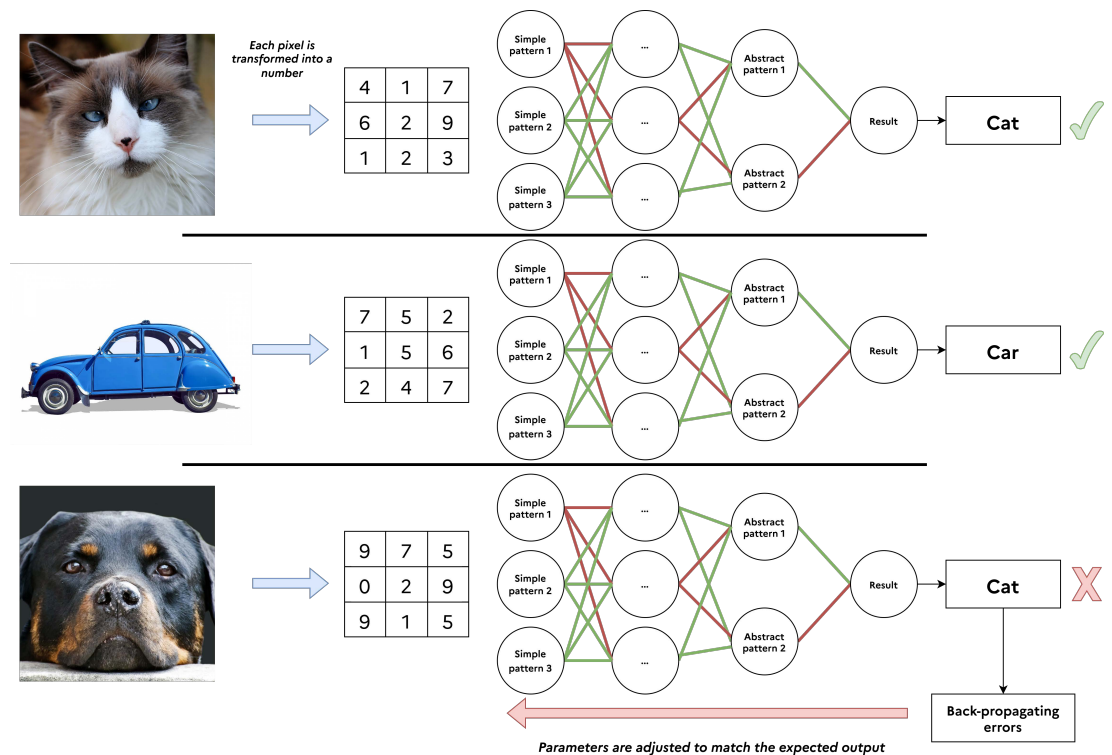 Each pixel is
transformed into a
number
4 1 7
6 2 9
1 2 3
Simple
pattern 1
Simple
pattern 2
Simple
pattern 3
...
...
...
Abstract
pattern 1
Abstract
pattern 2
Result
Cat
7 5 2
1 5 6
2 4 7
Simple
pattern 1
Simple
pattern 2
Simple
pattern 3
...
...
...
Abstract
pattern 1
Abstract
pattern 2
Result
Car
9 7 5
0 2 9
9 1 5
Simple
pattern 1
Simple
pattern 2
Simple
pattern 3
...
...
...
Abstract
pattern 1
Abstract
pattern 2
Result
Cat
X
Back-propagating
errors
Parameters are adjusted to match the expected output